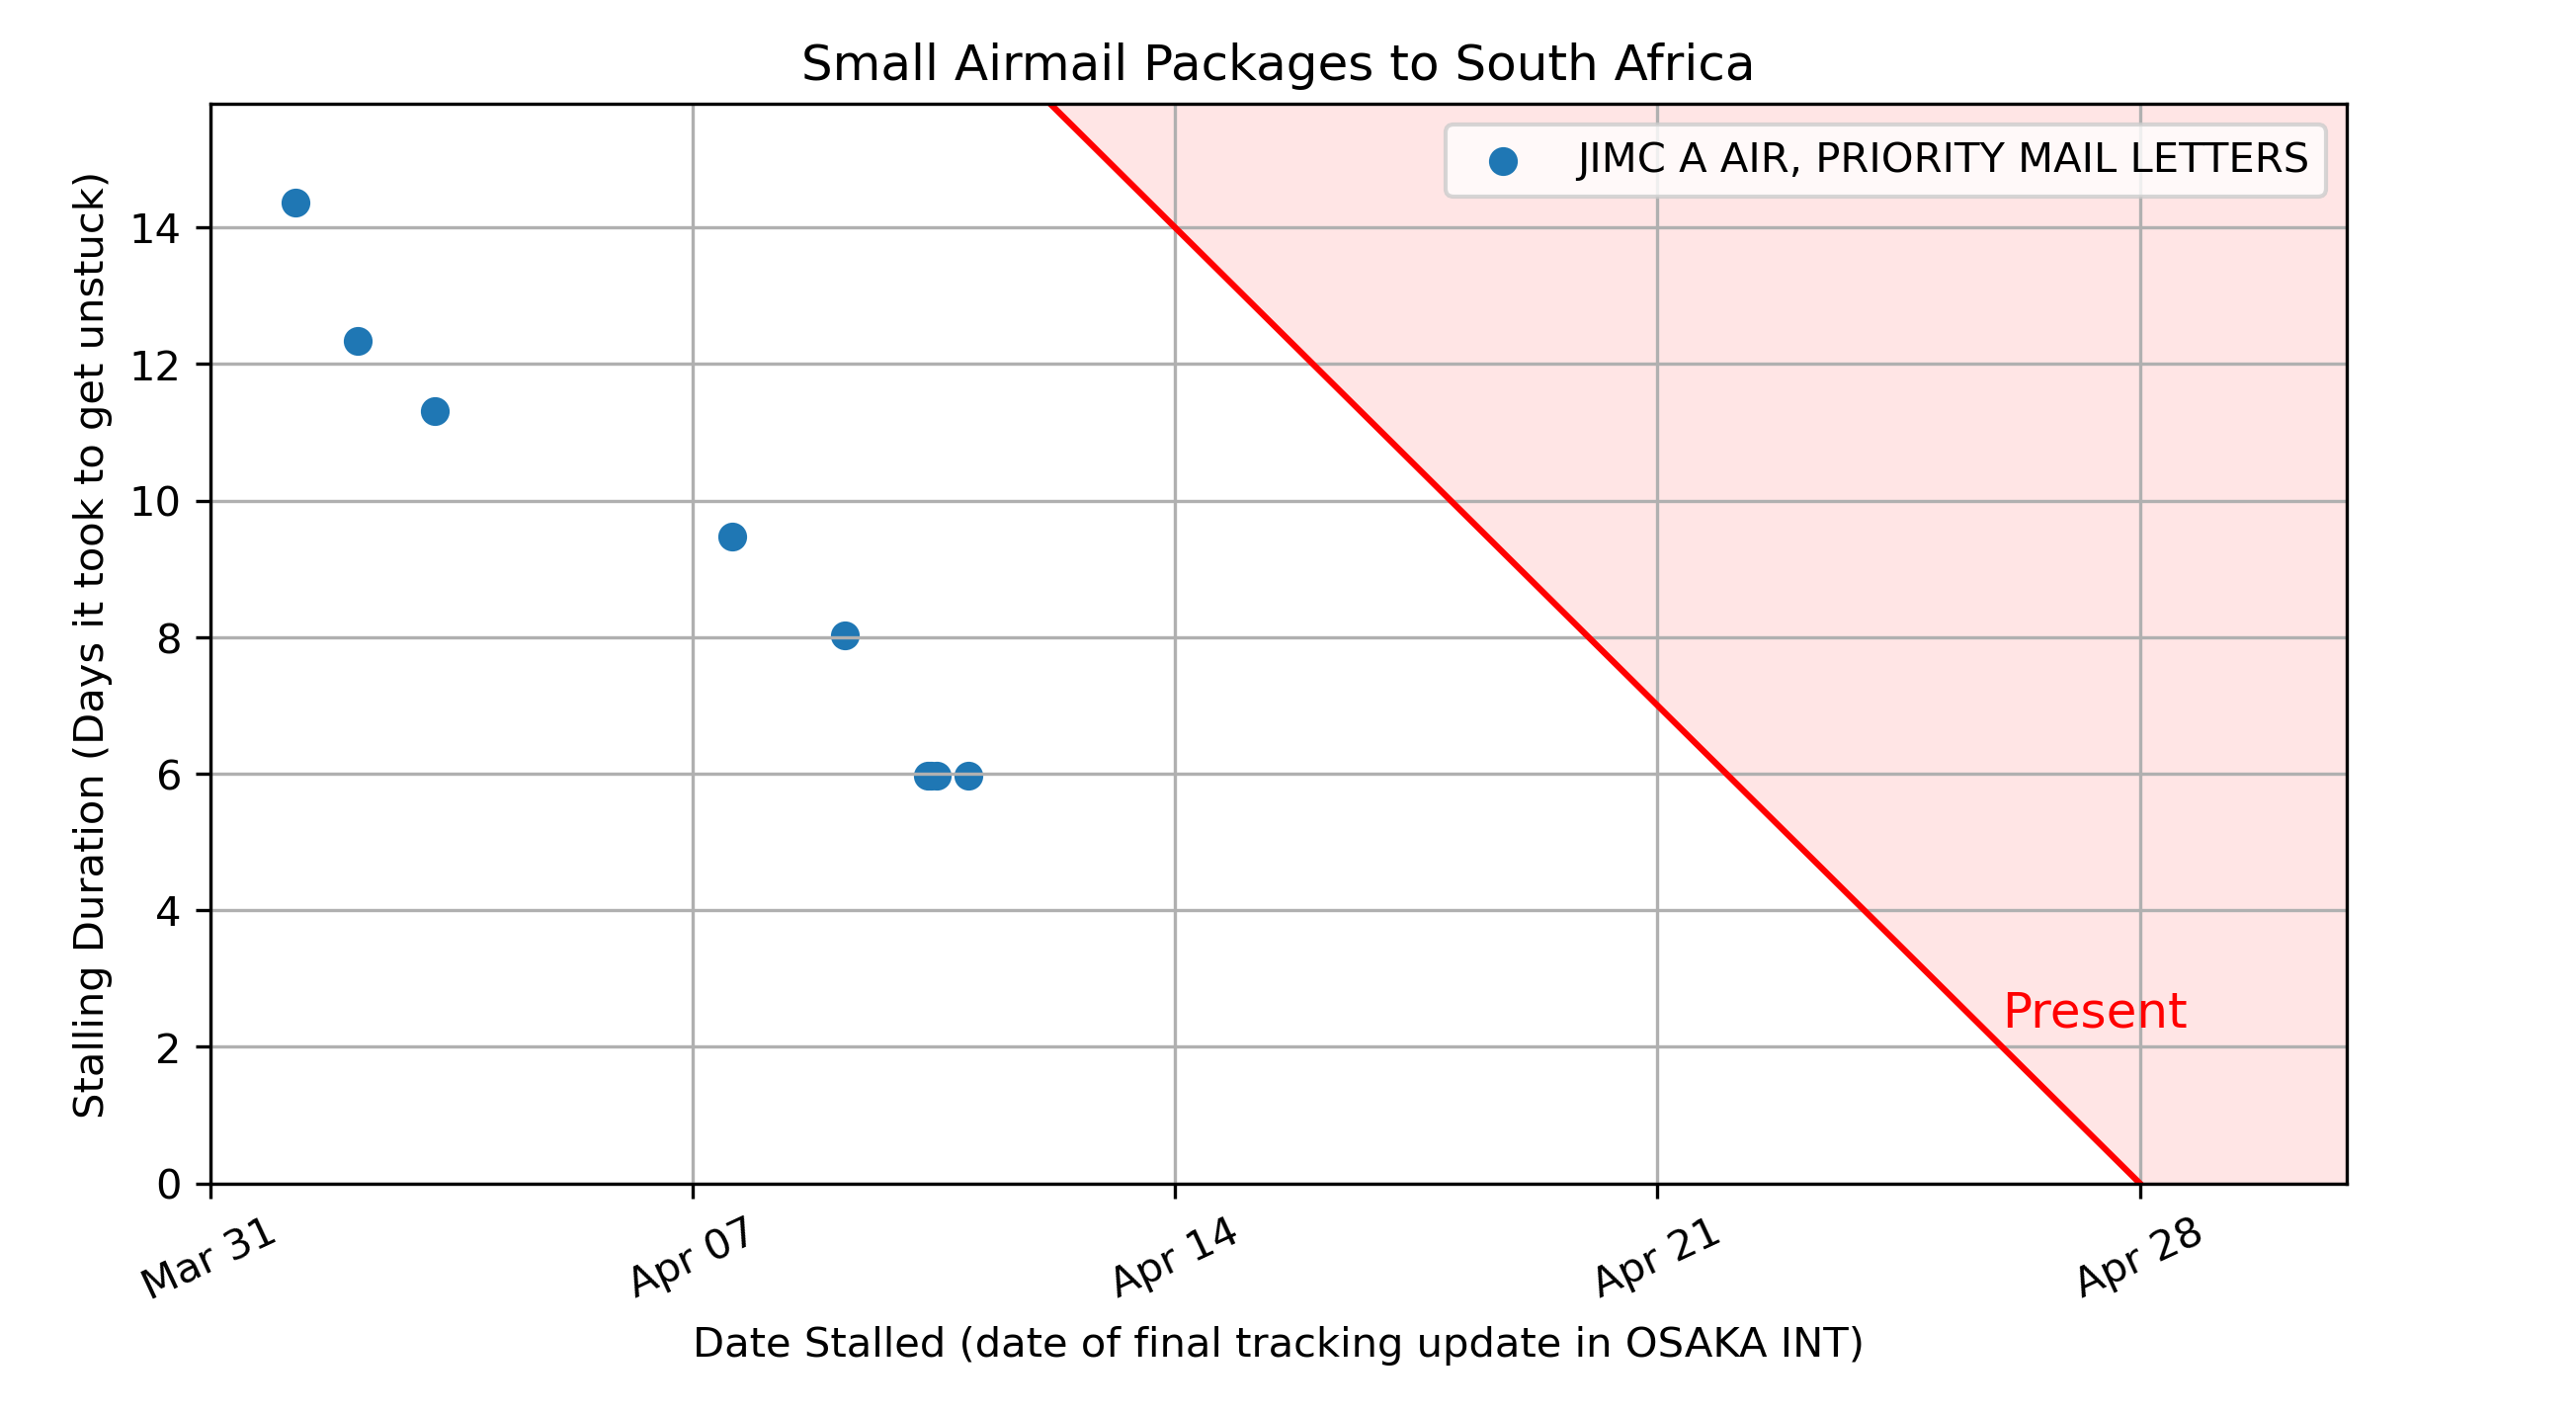 Small Airmail Packages to South Africa
JIMC A AIR, PRIORITY MAIL LETTERS
Stalling Duration (Days it took to get unstuck)
14
12
10
8
6
4
2
0
Present
Mar 31
Apr 07
Apr 14
Apr 21
Apr 28
Date Stalled (date of final tracking update in OSAKA INT)